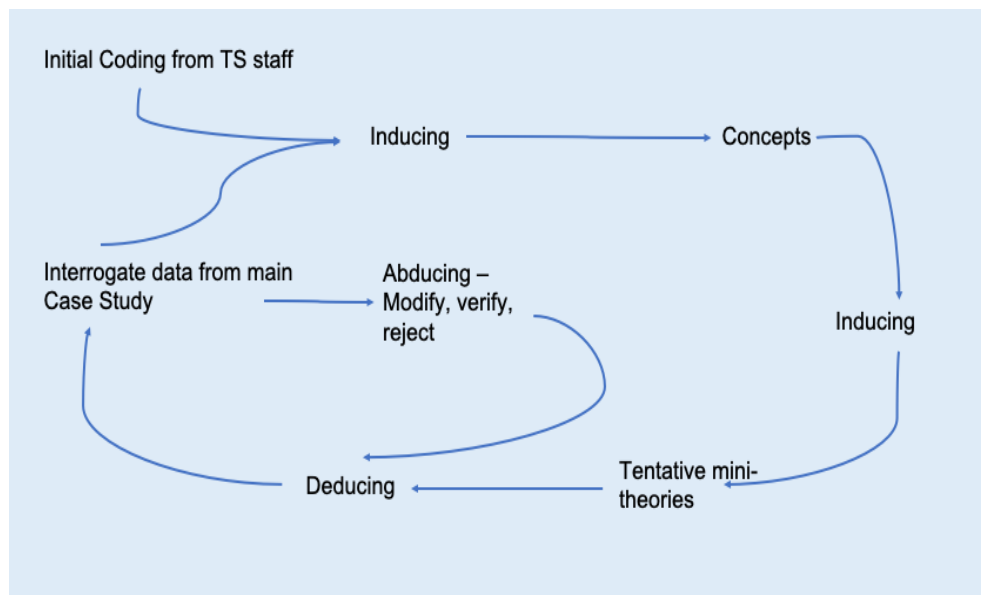 Initial Coding from TS staff
Inducing
Concepts
Interrogate data from main
Case Study
Abducing –
Modify, verify,
reject
Inducing
Tentative mini-
theories
Deducing